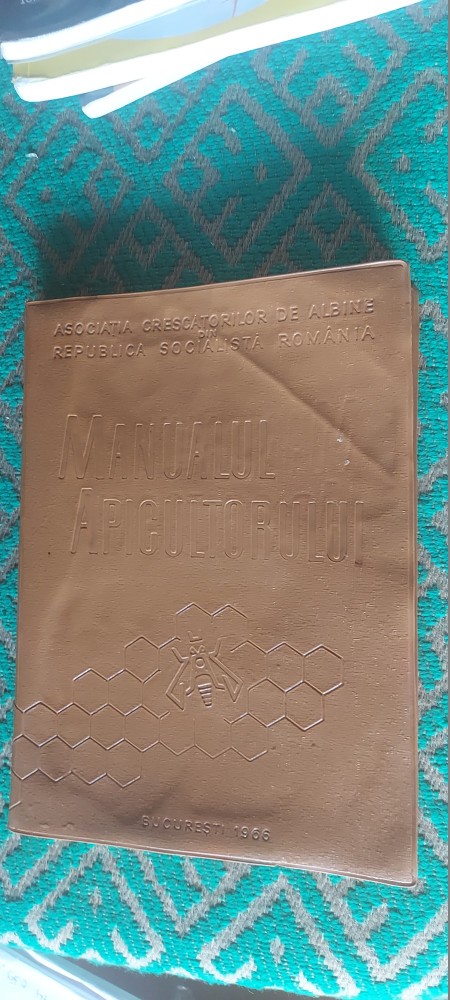 ASOCIAȚIA CRESCĂTORILOR DE ALBINE
DIN
REPUBLICA SOCIALISTĂ ROMÂNIA
MANUALUL
APICULTORULUI
BUCUREȘTI 1966